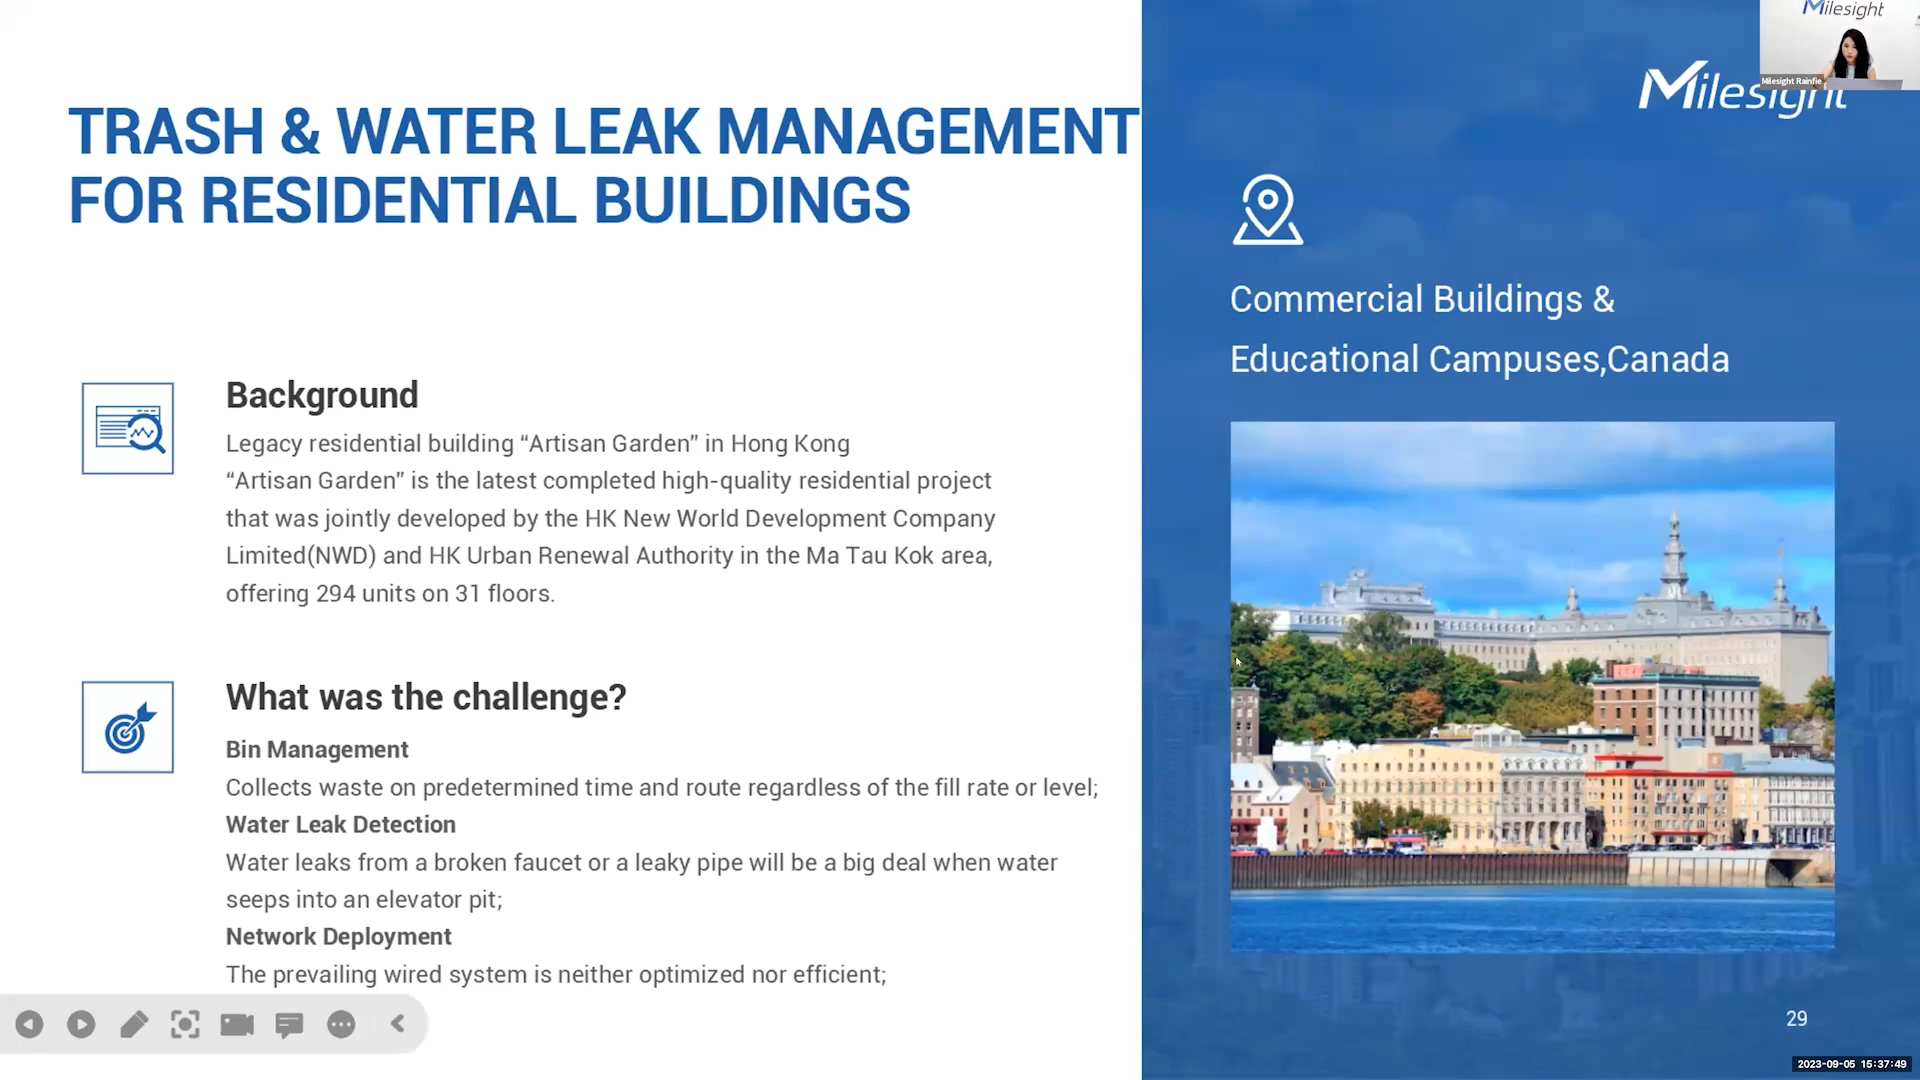 TRASH & WATER LEAK MANAGEMENT
FOR RESIDENTIAL BUILDINGS
Background
Legacy residential building “Artisan Garden” in Hong Kong
“Artisan Garden” is the latest completed high-quality residential project
that was jointly developed by the HK New World Development Company
Limited(NWD) and HK Urban Renewal Authority in the Ma Tau Kok area,
offering 294 units on 31 floors.
What was the challenge?
Bin Management
Collects waste on predetermined time and route regardless of the fill rate or level;
Water Leak Detection
Water leaks from a broken faucet or a leaky pipe will be a big deal when water
seeps into an elevator pit;
Network Deployment
The prevailing wired system is neither optimized nor efficient;
Milesight
Milesight Rainfie
Milesight
Commercial Buildings &
Educational Campuses,Canada
29
2023-09-05 15:37:49